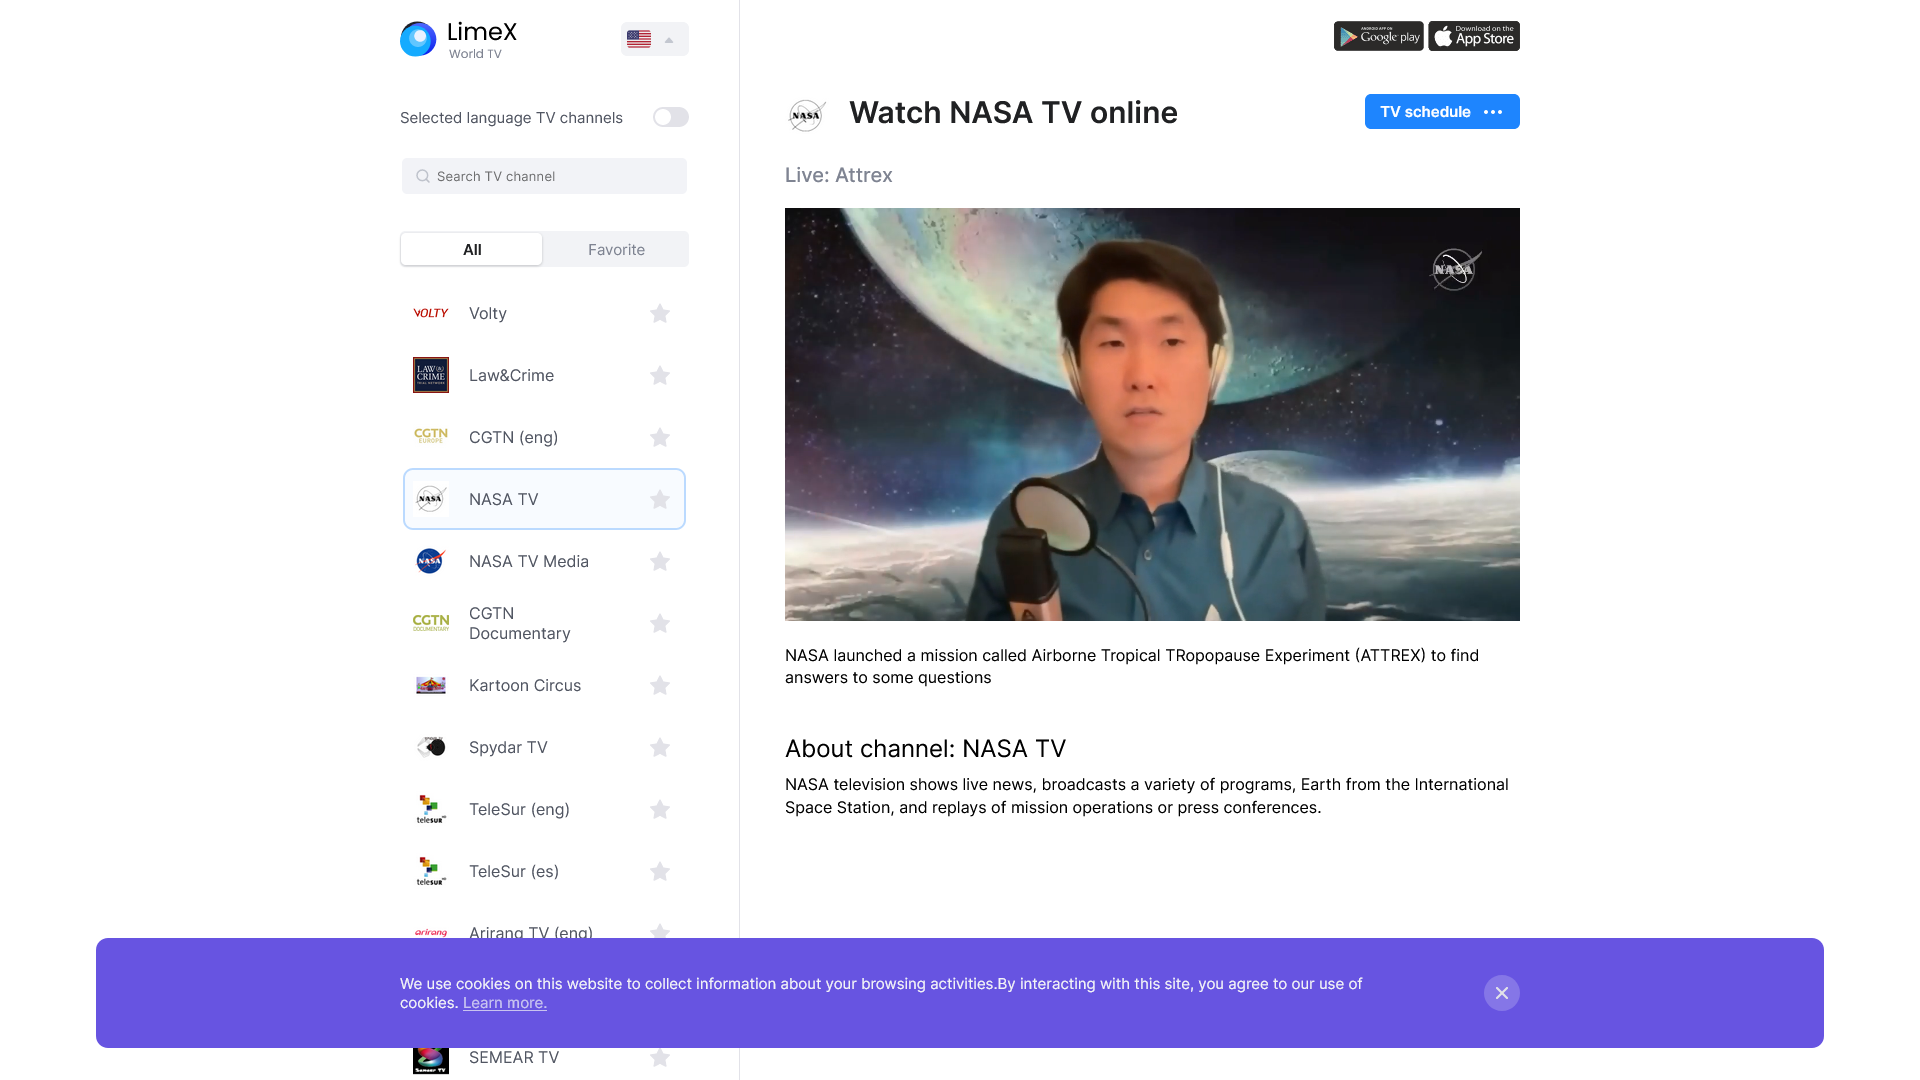 LimeX
World TV
ANDROID APP ON
Google play
Download on the
App Store
Selected language TV channels
Search TV channel
All
Favorite
VOLTY
Volty
LAW&
CRIME
TRIAL NETWORK
Law&Crime
CGTN
EUROPE
CGTN (eng)
NASA
NASA TV
NASA
NASA TV Media
CGTN
DOCUMENTARY
CGTN
Documentary
Kartoon Circus
Spydar TV
teleSUR
TeleSur (eng)
teleSUR
TeleSur (es)
arirang
Arirang TV (eng)
Semear TV
SEMEAR TV
NASA
Watch NASA TV online
TV schedule
Live: Attrex
NASA
NASA launched a mission called Airborne Tropical TRopopause Experiment (ATTREX) to find
answers to some questions
About channel: NASA TV
NASA television shows live news, broadcasts a variety of programs, Earth from the International
Space Station, and replays of mission operations or press conferences.
We use cookies on this website to collect information about your browsing activities.By interacting with this site, you agree to our use of
cookies. Learn more.